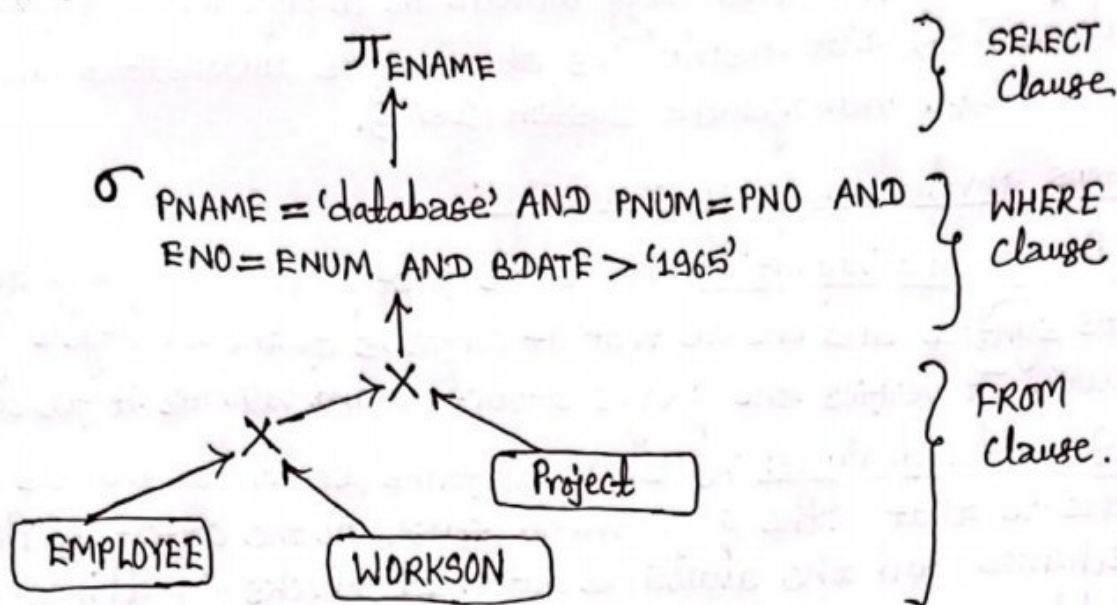 π ENAME
} SELECT
Clause
σ PNAME = 'database' AND PNUM = PNO AND
ENO = ENUM AND BDATE > '1965'
} WHERE
Clause
X
X
Project
EMPLOYEE
WORKSON
} FROM
Clause.